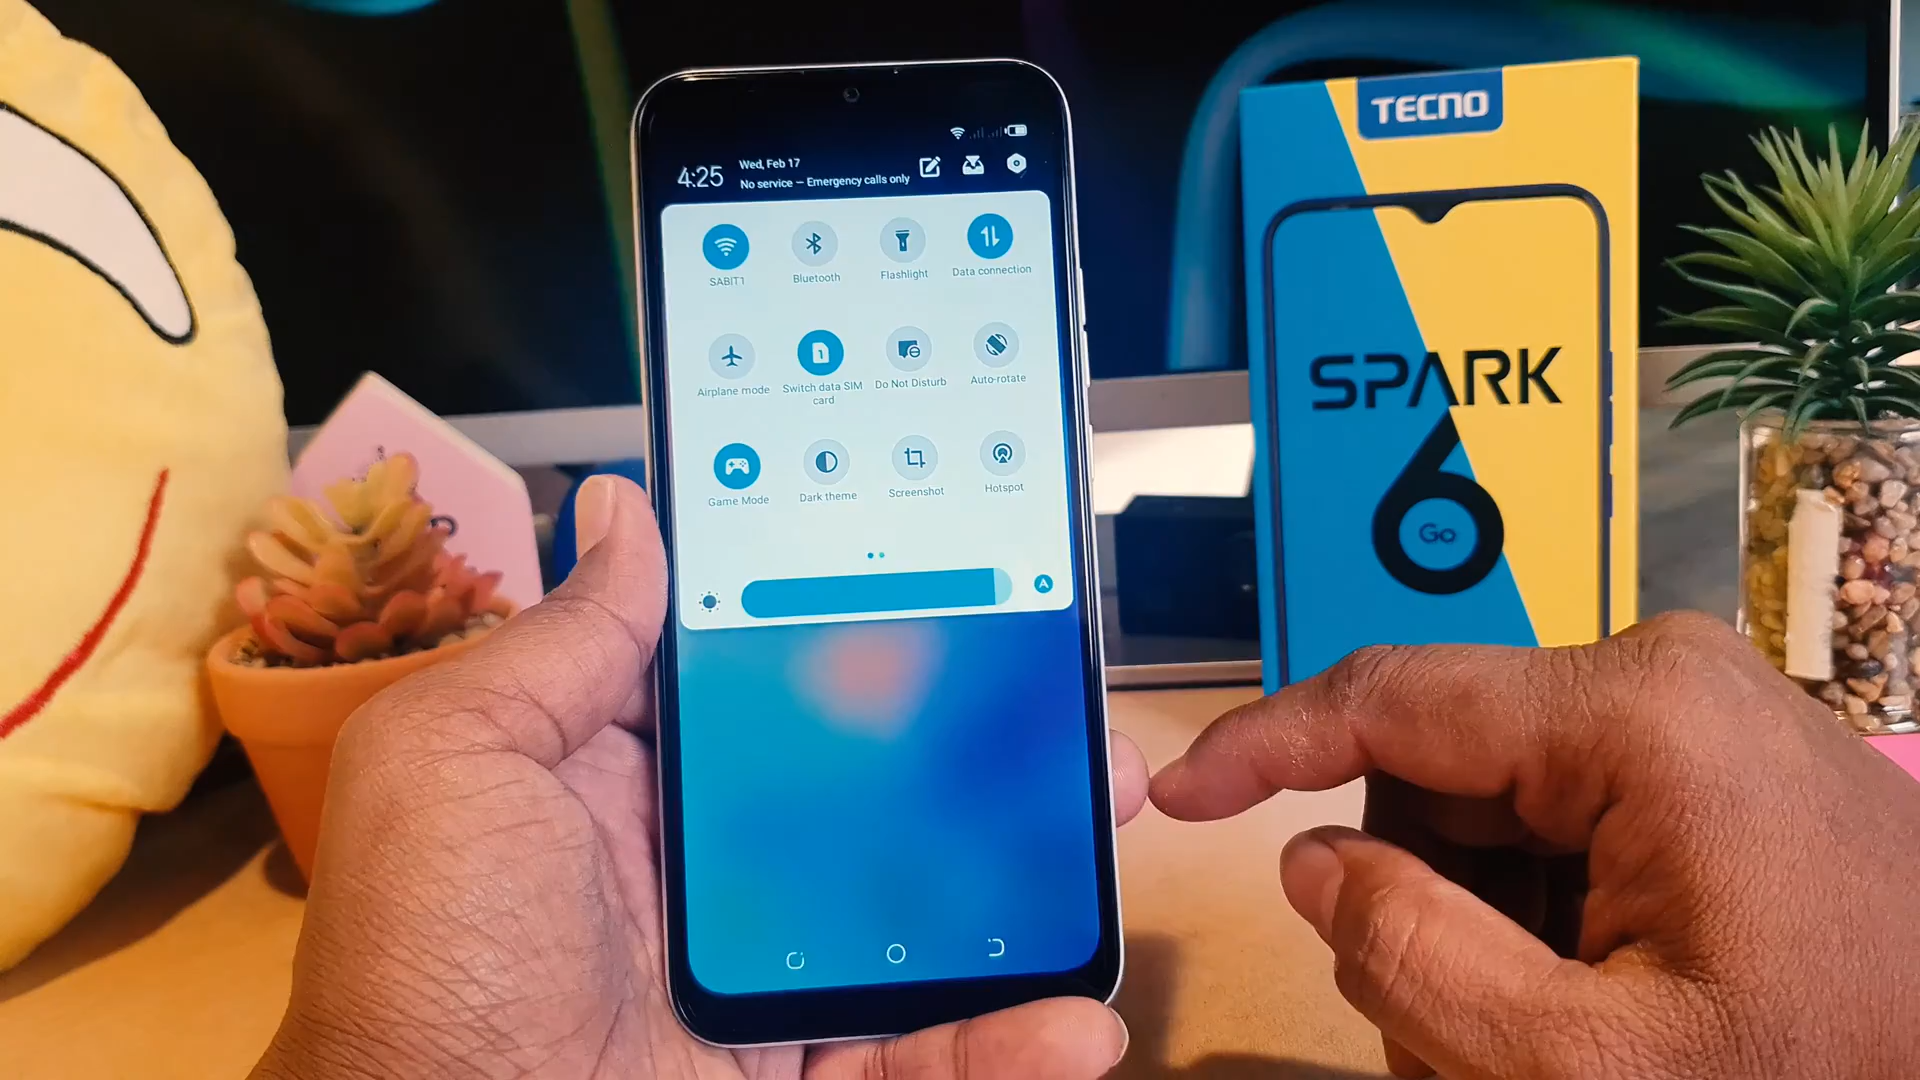 4:25
Wed, Feb 17
No service – Emergency calls only
SABIT1
Bluetooth
Flashlight
Data connection
Airplane mode
Switch data SIM
card
Do Not Disturb
Auto-rotate
1
Game Mode
Dark theme
Screenshot
Hotspot
A
TECNO
SPARK
6
Go